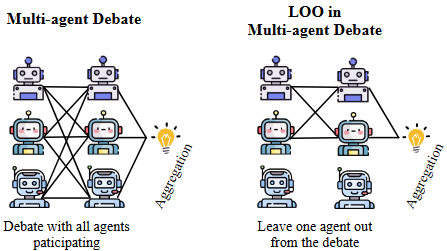 Multi-agent Debate
Aggregation
Debate with all agents
paticipating
LOO in
Multi-agent Debate
Aggregation
Leave one agent out
from the debate